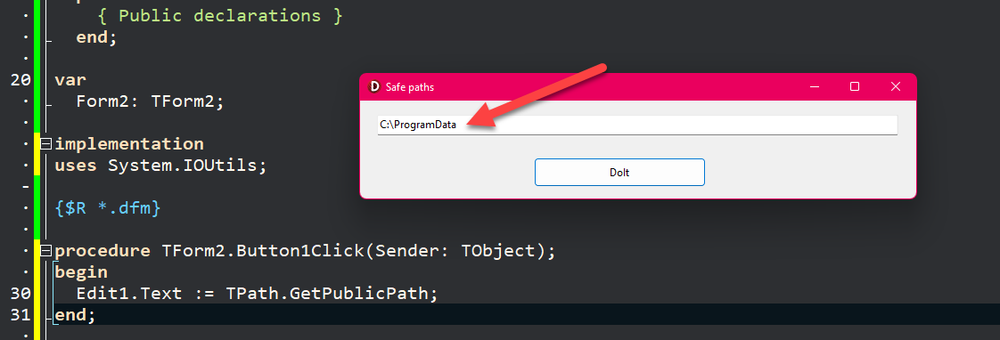 { Public declarations }
end;
20 var
Form2: TForm2;
implementation
uses System.IOUtils;
{$R *.dfm}
procedure TForm2.Button1Click(Sender: TObject);
begin
30 Edit1.Text := TPath.GetPublicPath;
31 end;
D Safe paths
C:\ProgramData
DoIt